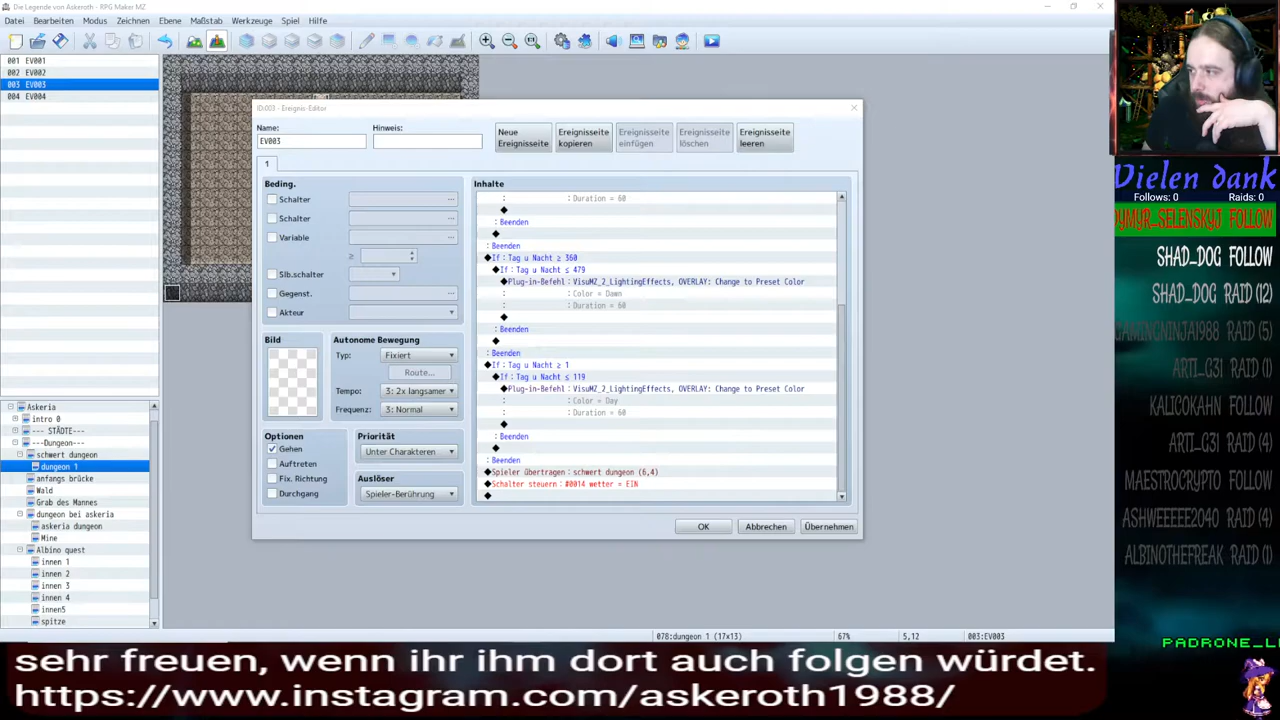 Die Legende von Askeroth - RPG Maker MZ
Datei Bearbeiten Modus Zeichnen Ebene Maßstab Werkzeuge Spiel Hilfe
001 EV001
002 EV002
003 EV003
004 EV004
ID:003 - Ereignis-Editor
Name:
Hinweis:
EV003
Neue Ereignisseite
Ereignisseite kopieren
Ereignisseite einfügen
Ereignisseite löschen
Ereignisseite leeren
1
Beding.
Schalter
Schalter
Variable
≥
Slb.schalter
Gegenst.
Akteur
Bild
Autonome Bewegung
Typ: Fixiert
Route...
Tempo: 3: 2x langsamer
Frequenz: 3: Normal
Optionen
Gehen
Auftreten
Fix. Richtung
Durchgang
Priorität
Unter Charakteren
Auslöser
Spieler-Berührung
Inhalte
: :Duration = 60
◆
:Beenden
◆
:Beenden
◆If:Tag u Nacht ≥ 360
◆If:Tag u Nacht ≤ 479
◆Plug-in-Befehl:VisuMZ_2_LightingEffects, OVERLAY: Change to Preset Color
: :Color = Dawn
: :Duration = 60
◆
:Beenden
◆
:Beenden
◆If:Tag u Nacht ≥ 1
◆If:Tag u Nacht ≤ 119
◆Plug-in-Befehl:VisuMZ_2_LightingEffects, OVERLAY: Change to Preset Color
: :Color = Day
: :Duration = 60
◆
:Beenden
◆
:Beenden
◆Spieler übertragen:schwert dungeon (6,4)
◆Schalter steuern:#0014 wetter = EIN
◆
OK
Abbrechen
Übernehmen
Askeria
intro 0
--- STÄDTE---
---Dungeon---
schwert dungeon
dungeon 1
anfangs brücke
Wald
Grab des Mannes
dungeon bei askeria
askeria dungeon
Mine
Albino quest
innen 1
innen 2
innen 3
innen 4
innen5
spitze
078:dungeon 1 (17x13)
67%
5,12
003:EV003
Vielen dank
Follows: 0
Raids: 0
DYMYR_SELENSKYJ FOLLOW
SHAD_DOG FOLLOW
SHAD_DOG RAID (12)
GAMINGNINJA1988 RAID (5)
ARTI_G31 RAID (4)
KALICOKAHN FOLLOW
ARTI_G31 FOLLOW
MAESTROCRYPTO FOLLOW
ASHWEEEEE2040 RAID (4)
ALBINOTHEFREAK RAID (1)
sehr freuen, wenn ihr ihm dort auch folgen würdet.
https://www.instagram.com/askeroth1988/